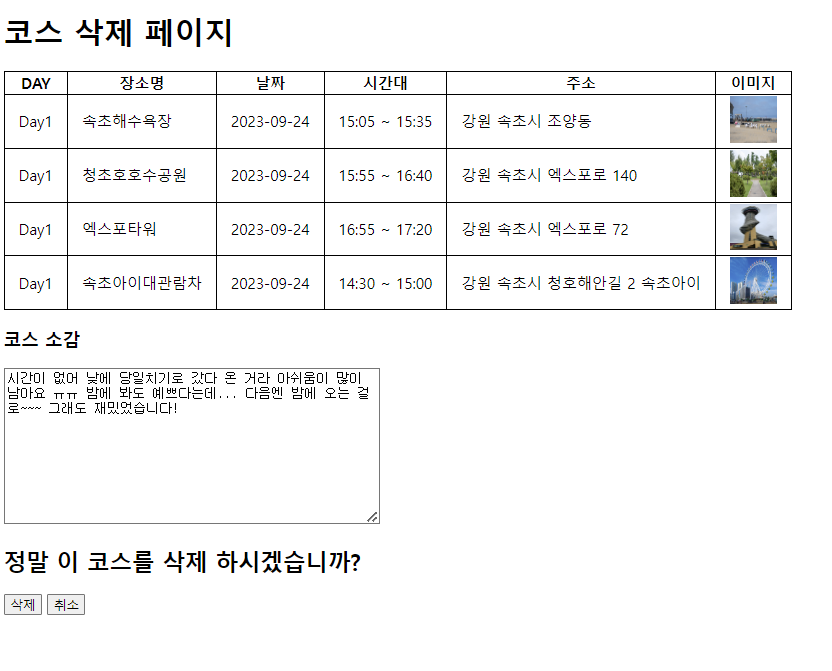 코스 삭제 페이지
DAY 장소명 날짜 시간대 주소 이미지
Day1 속초해수욕장 2023-09-24 15:05 ~ 15:35 강원 속초시 조양동
Day1 청초호호수공원 2023-09-24 15:55 ~ 16:40 강원 속초시 엑스포로 140
Day1 엑스포타워 2023-09-24 16:55 ~ 17:20 강원 속초시 엑스포로 72
Day1 속초아이대관람차 2023-09-24 14:30 ~ 15:00 강원 속초시 청호해안길 2 속초아이
코스 소감
시간이 없어 낮에 당일치기로 갔다 온 거라 아쉬움이 많이
남아요 ㅠㅠ 밤에 봐도 예쁘다는데... 다음엔 밤에 오는 걸
로~~~ 그래도 재밌었습니다!
정말 이 코스를 삭제 하시겠습니까?
삭제 취소